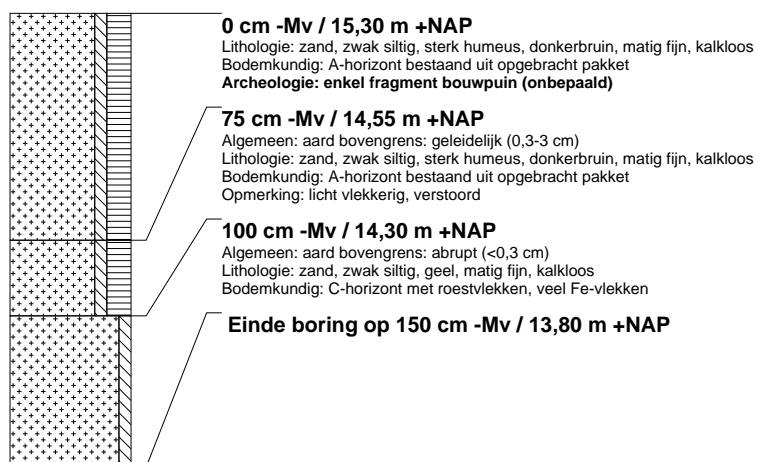 0 cm -Mv / 15,30 m +NAP
Lithologie: zand, zwak siltig, sterk humeus, donkerbruin, matig fijn, kalkloos
Bodemkundig: A-horizont bestaand uit opgebracht pakket
Archeologie: enkel fragment bouwpuin (onbepaald)
75 cm -Mv / 14,55 m +NAP
Algemeen: aard bovengrens: geleidelijk (0,3-3 cm)
Lithologie: zand, zwak siltig, sterk humeus, donkerbruin, matig fijn, kalkloos
Bodemkundig: A-horizont bestaand uit opgebracht pakket
Opmerking: licht vlekkerig, verstoord
100 cm -Mv / 14,30 m +NAP
Algemeen: aard bovengrens: abrupt (<0,3 cm)
Lithologie: zand, zwak siltig, geel, matig fijn, kalkloos
Bodemkundig: C-horizont met roestvlekken, veel Fe-vlekken
Einde boring op 150 cm -Mv / 13,80 m +NAP